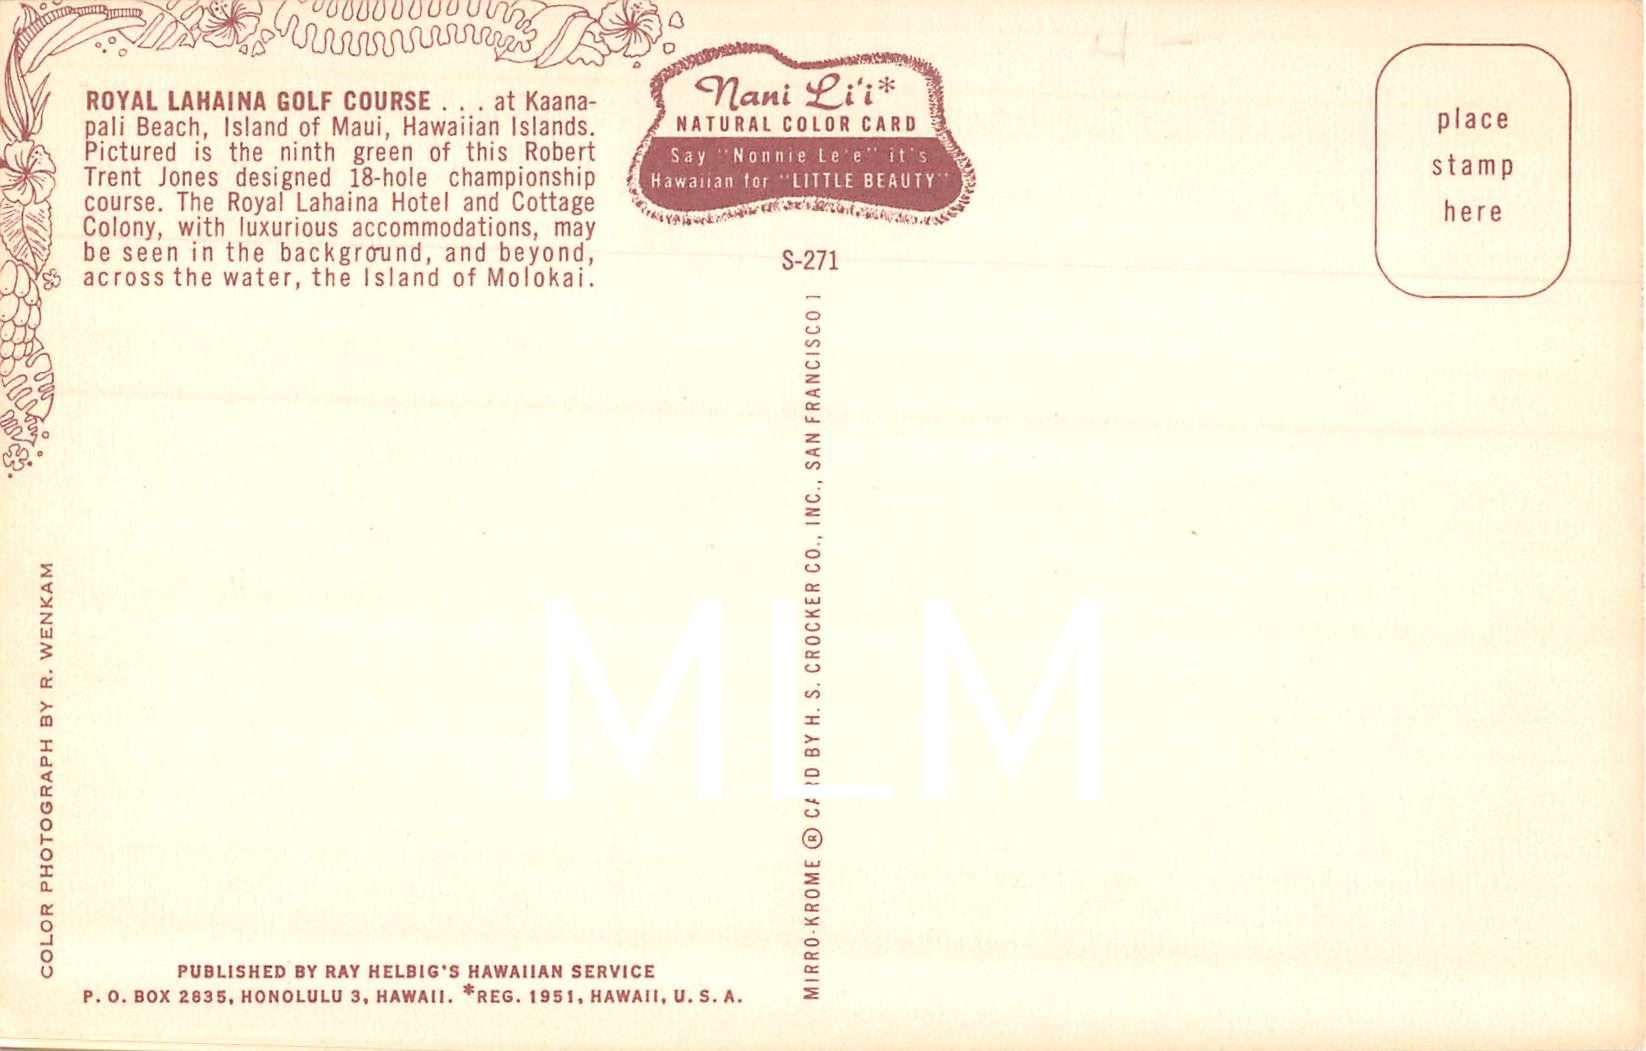 ROYAL LAHAINA GOLF COURSE . . . at Kaana-
pali Beach, Island of Maui, Hawaiian Islands.
Pictured is the ninth green of this Robert
Trent Jones designed 18-hole championship
course. The Royal Lahaina Hotel and Cottage
Colony, with luxurious accommodations, may
be seen in the background, and beyond,
across the water, the Island of Molokai.
Nani Li'i*
NATURAL COLOR CARD
Say "Nonnie Le'e" it's
Hawaiian for "LITTLE BEAUTY"
S-271
place
stamp
here
COLOR PHOTOGRAPH BY R. WENKAM
MIRRO-KROME ® CARD BY H. S. CROCKER CO., INC., SAN FRANCISCO 1
MLM
PUBLISHED BY RAY HELBIG'S HAWAIIAN SERVICE
P. O. BOX 2835, HONOLULU 3, HAWAII. *REG. 1951, HAWAII, U. S. A.